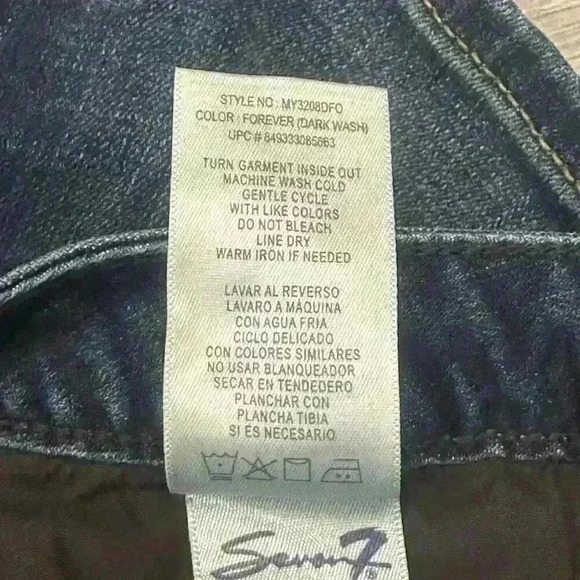 STYLE NO : MY3208DFO
COLOR : FOREVER (DARK WASH)
UPC # 849333085663
TURN GARMENT INSIDE OUT
MACHINE WASH COLD
GENTLE CYCLE
WITH LIKE COLORS
DO NOT BLEACH
LINE DRY
WARM IRON IF NEEDED
LAVAR AL REVERSO
LAVARO A MÁQUINA
CON AGUA FRIA
CICLO DELICADO
CON COLORES SIMILARES
NO USAR BLANQUEADOR
SECAR EN TENDEDERO
PLANCHAR CON
PLANCHA TIBIA
SI ES NECESARIO
Seven7